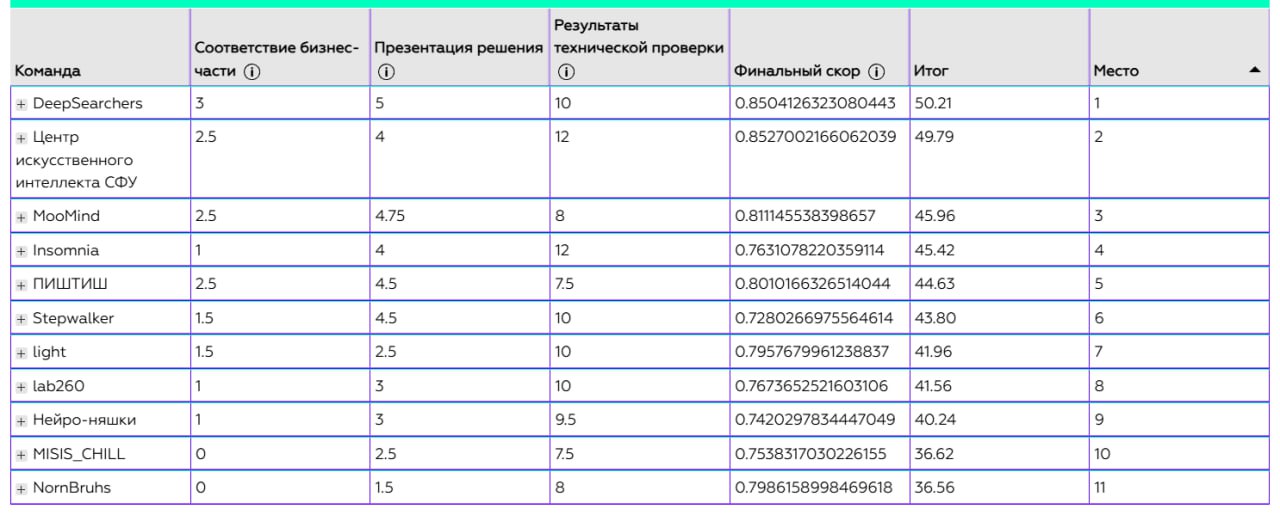 Команда Соответствие бизнес-части ⓘ Презентация решения ⓘ Результаты технической проверки ⓘ Финальный скор ⓘ Итог Место
DeepSearchers 3 5 10 0.8504126323080443 50.21 1
Центр искусственного интеллекта СФУ 2.5 4 12 0.8527002166062039 49.79 2
MooMind 2.5 4.75 8 0.811145538398657 45.96 3
Insomnia 1 4 12 0.7631078220359114 45.42 4
ПИШТИШ 2.5 4.5 7.5 0.8010166326514044 44.63 5
Stepwalker 1.5 4.5 10 0.7280266975564614 43.80 6
light 1.5 2.5 10 0.7957679961238837 41.96 7
lab260 1 3 10 0.7673652521603106 41.56 8
Нейро-няшки 1 3 9.5 0.7420297834447049 40.24 9
MISIS_CHILL 0 2.5 7.5 0.7538317030226155 36.62 10
NornBruhs 0 1.5 8 0.7986158998469618 36.56 11